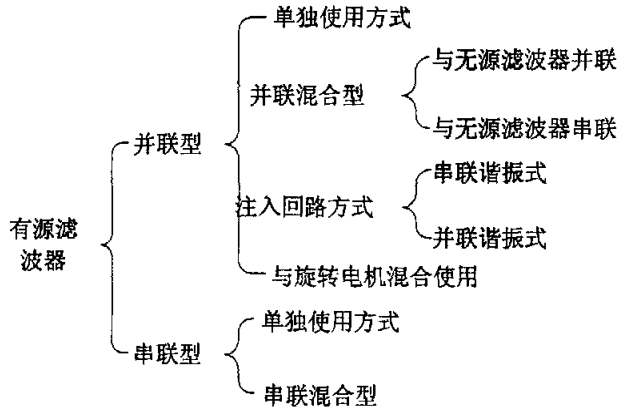 单独使用方式
与无源滤波器并联
并联混合型
与无源滤波器串联
并联型
串联谐振式
注入回路方式
有源滤
波器
并联谐振式
与旋转电机混合使用
单独使用方式
串联型
串联混合型